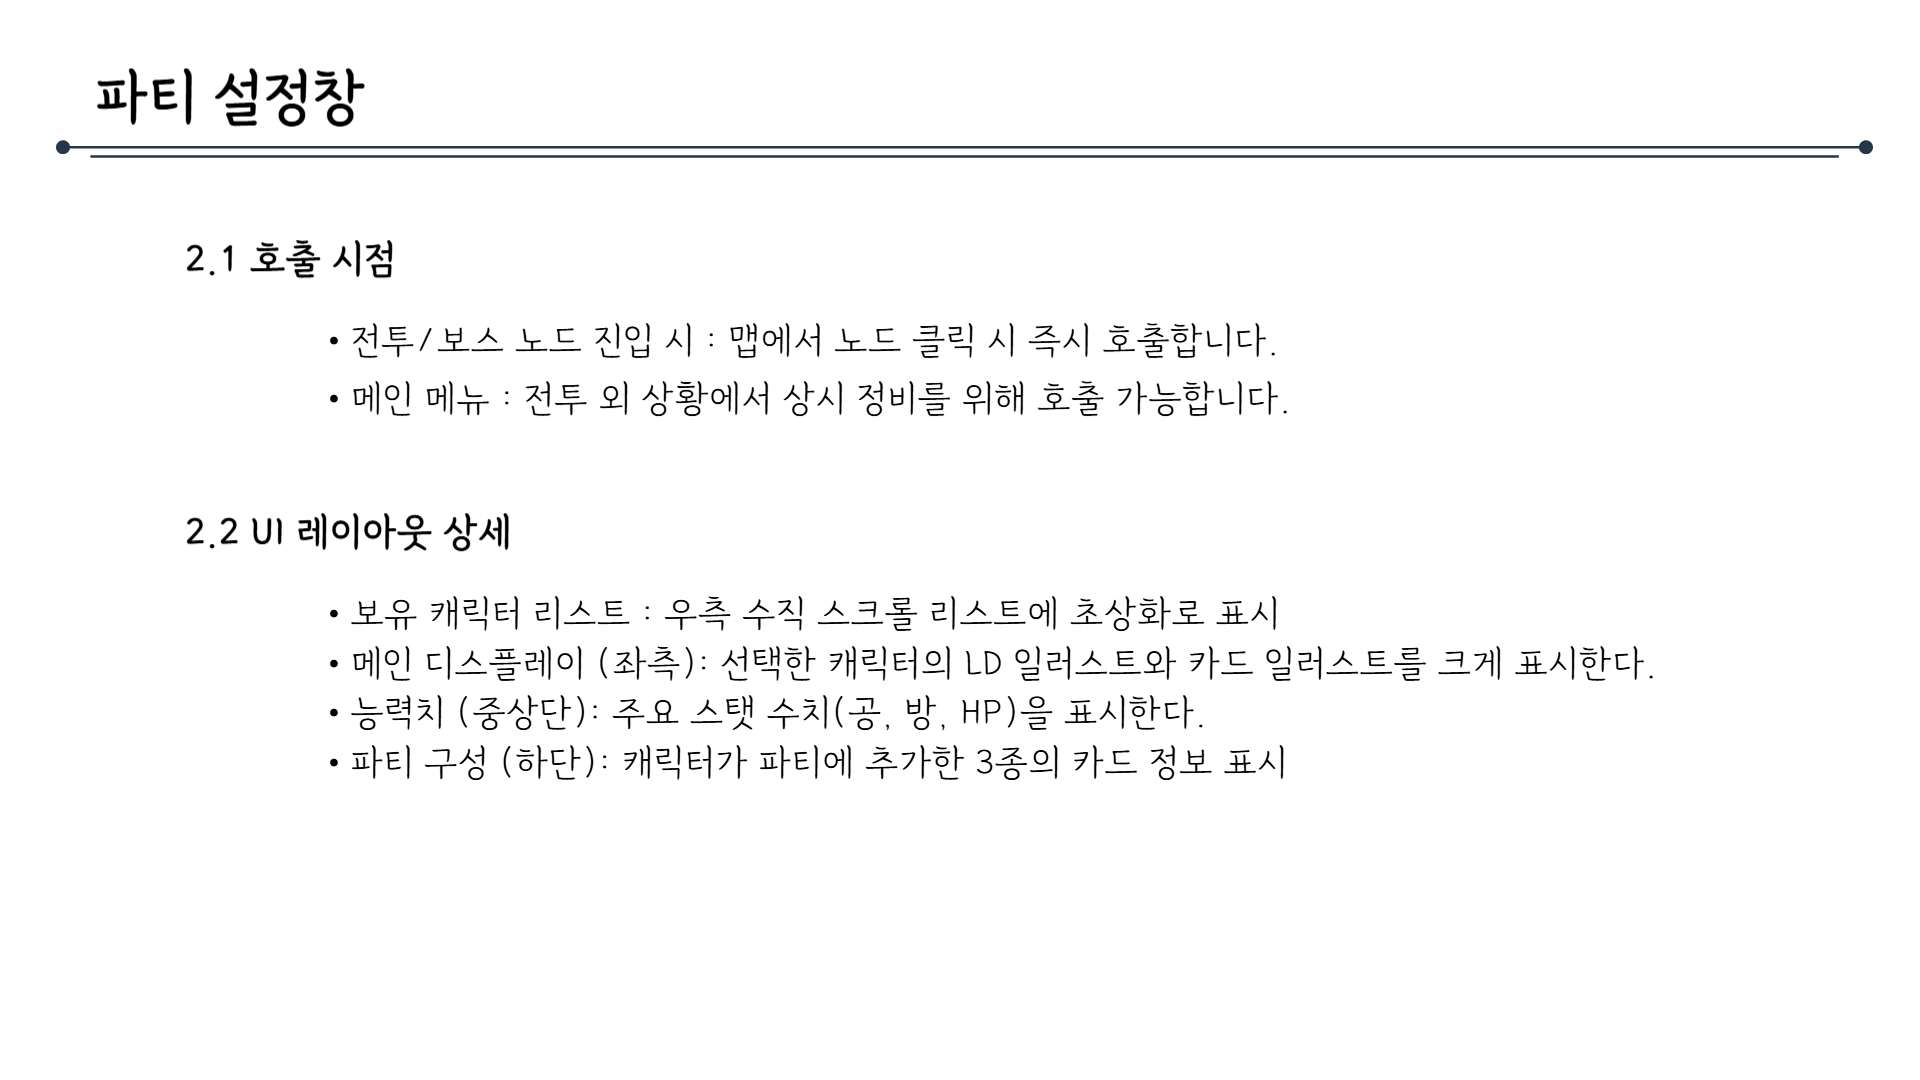 파티 설정창
2.1 호출 시점
• 전투/보스 노드 진입 시 : 맵에서 노드 클릭 시 즉시 호출합니다.
• 메인 메뉴 : 전투 외 상황에서 상시 정비를 위해 호출 가능합니다.
2.2 UI 레이아웃 상세
• 보유 캐릭터 리스트 : 우측 수직 스크롤 리스트에 초상화로 표시
• 메인 디스플레이 (좌측): 선택한 캐릭터의 LD 일러스트와 카드 일러스트를 크게 표시한다.
• 능력치 (중상단): 주요 스탯 수치(공, 방, HP)을 표시한다.
• 파티 구성 (하단): 캐릭터가 파티에 추가한 3종의 카드 정보 표시